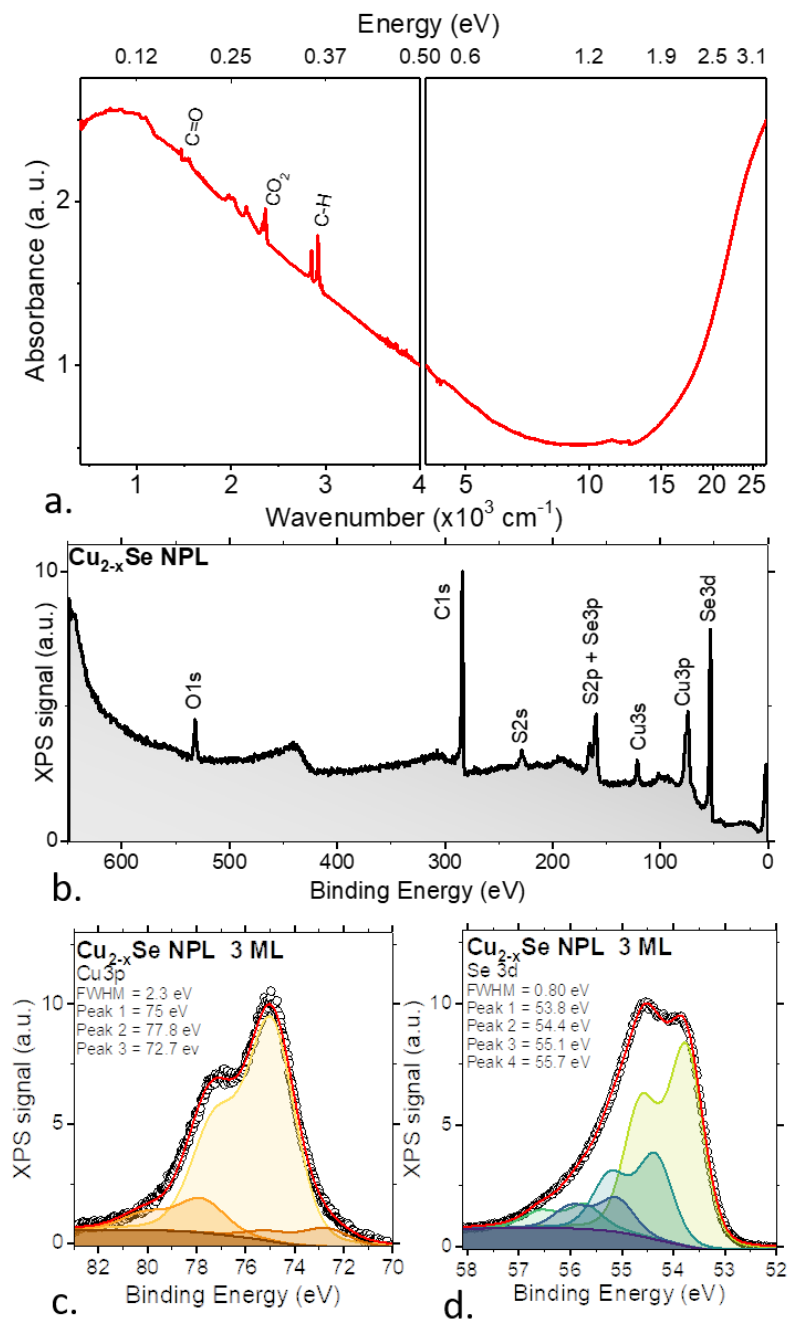 Energy (eV)
0.12 0.25 0.37 0.50 0.6 1.2 1.9 2.5 3.1
Absorbance (a. u.)
2
1
C=O
CO2
C-H
1 2 3 4 5 10 15 20 25
Wavenumber (x10³ cm⁻¹)
a.
Cu2-xSe NPL
XPS signal (a.u.)
10
5
0
O1s
C1s
S2s
S2p + Se3p
Cu3s
Cu3p
Se3d
600 500 400 300 200 100 0
Binding Energy (eV)
b.
Cu2-xSe NPL 3 ML
Cu3p
FWHM = 2.3 eV
Peak 1 = 75 ev
Peak 2 = 77.8 eV
Peak 3 = 72.7 ev
XPS signal (a.u.)
10
5
0
82 80 78 76 74 72 70
Binding Energy (eV)
c.
Cu2-xSe NPL 3 ML
Se 3d
FWHM = 0.80 eV
Peak 1 = 53.8 eV
Peak 2 = 54.4 eV
Peak 3 = 55.1 eV
Peak 4 = 55.7 eV
XPS signal (a.u.)
10
5
0
58 57 56 55 54 53 52
Binding Energy (eV)
d.